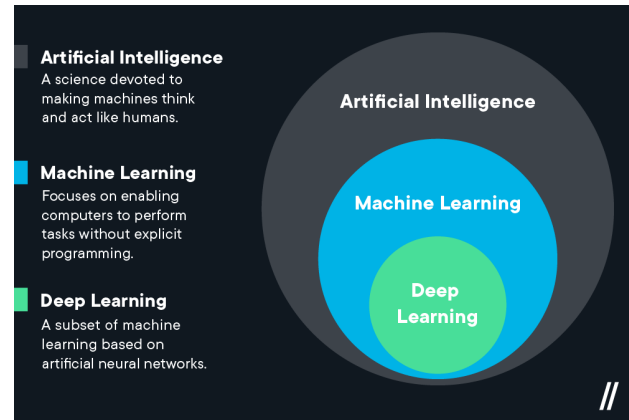 Artificial Intelligence
A science devoted to
making machines think
and act like humans.
Machine Learning
Focuses on enabling
computers to perform
tasks without explicit
programming.
Deep Learning
A subset of machine
learning based on
artificial neural networks.
Artificial Intelligence
Machine Learning
Deep
Learning